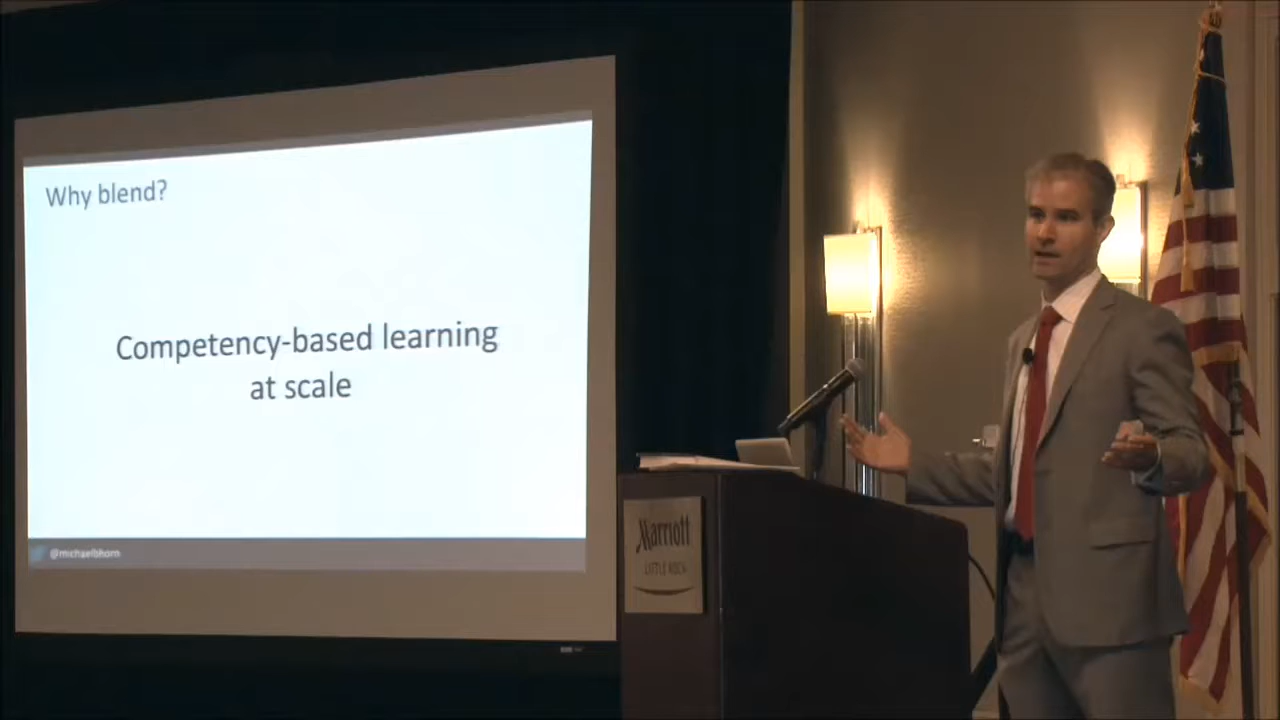 Why blend?
Competency-based learning
at scale
@michaelbhorn
Marriott
LITTLE ROCK